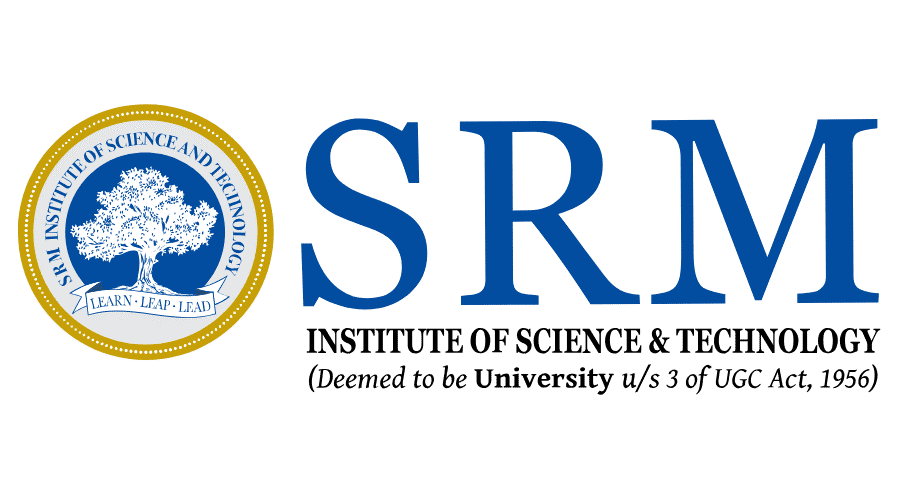 SRM INSTITUTE OF SCIENCE AND TECHNOLOGY
LEARN · LEAP · LEAD
SRM
INSTITUTE OF SCIENCE & TECHNOLOGY
(Deemed to be University u/s 3 of UGC Act, 1956)